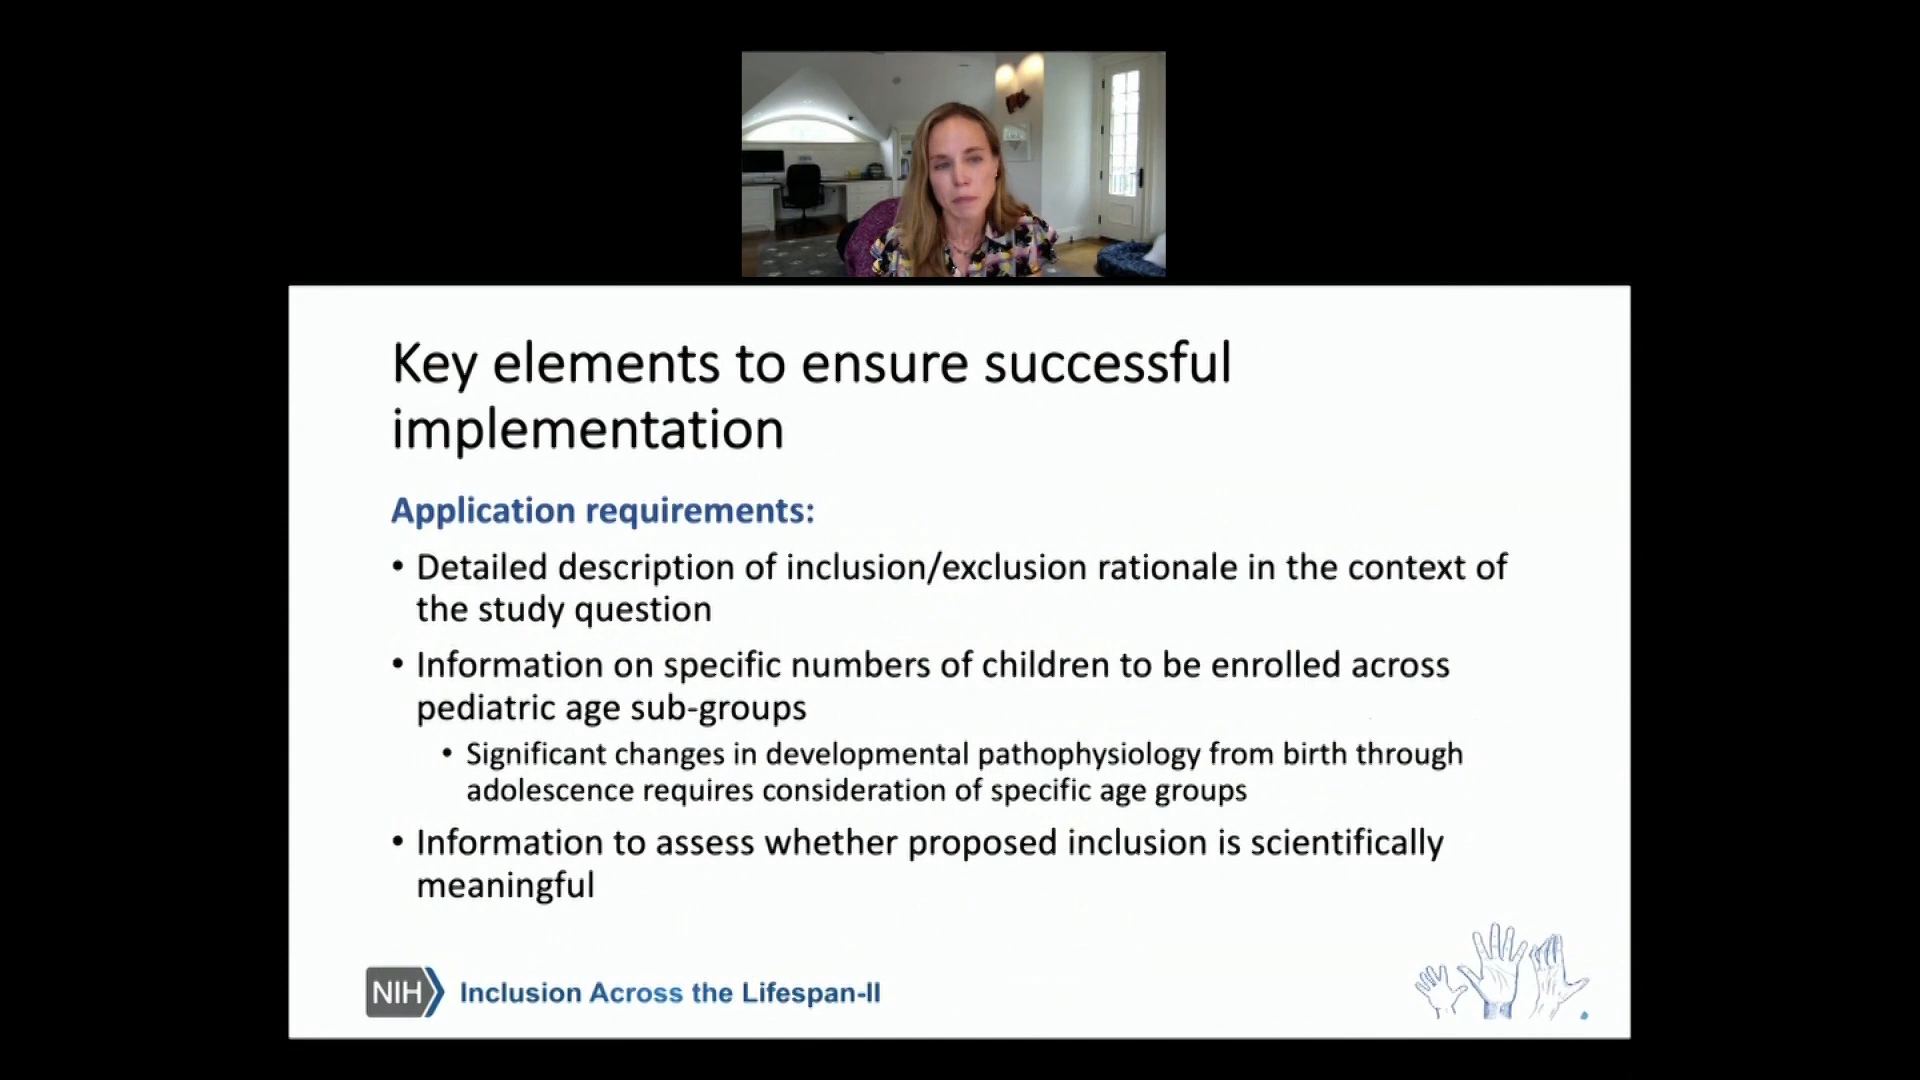 Key elements to ensure successful
implementation
Application requirements:
• Detailed description of inclusion/exclusion rationale in the context of
the study question
• Information on specific numbers of children to be enrolled across
pediatric age sub-groups
• Significant changes in developmental pathophysiology from birth through
adolescence requires consideration of specific age groups
• Information to assess whether proposed inclusion is scientifically
meaningful
NIH Inclusion Across the Lifespan-II